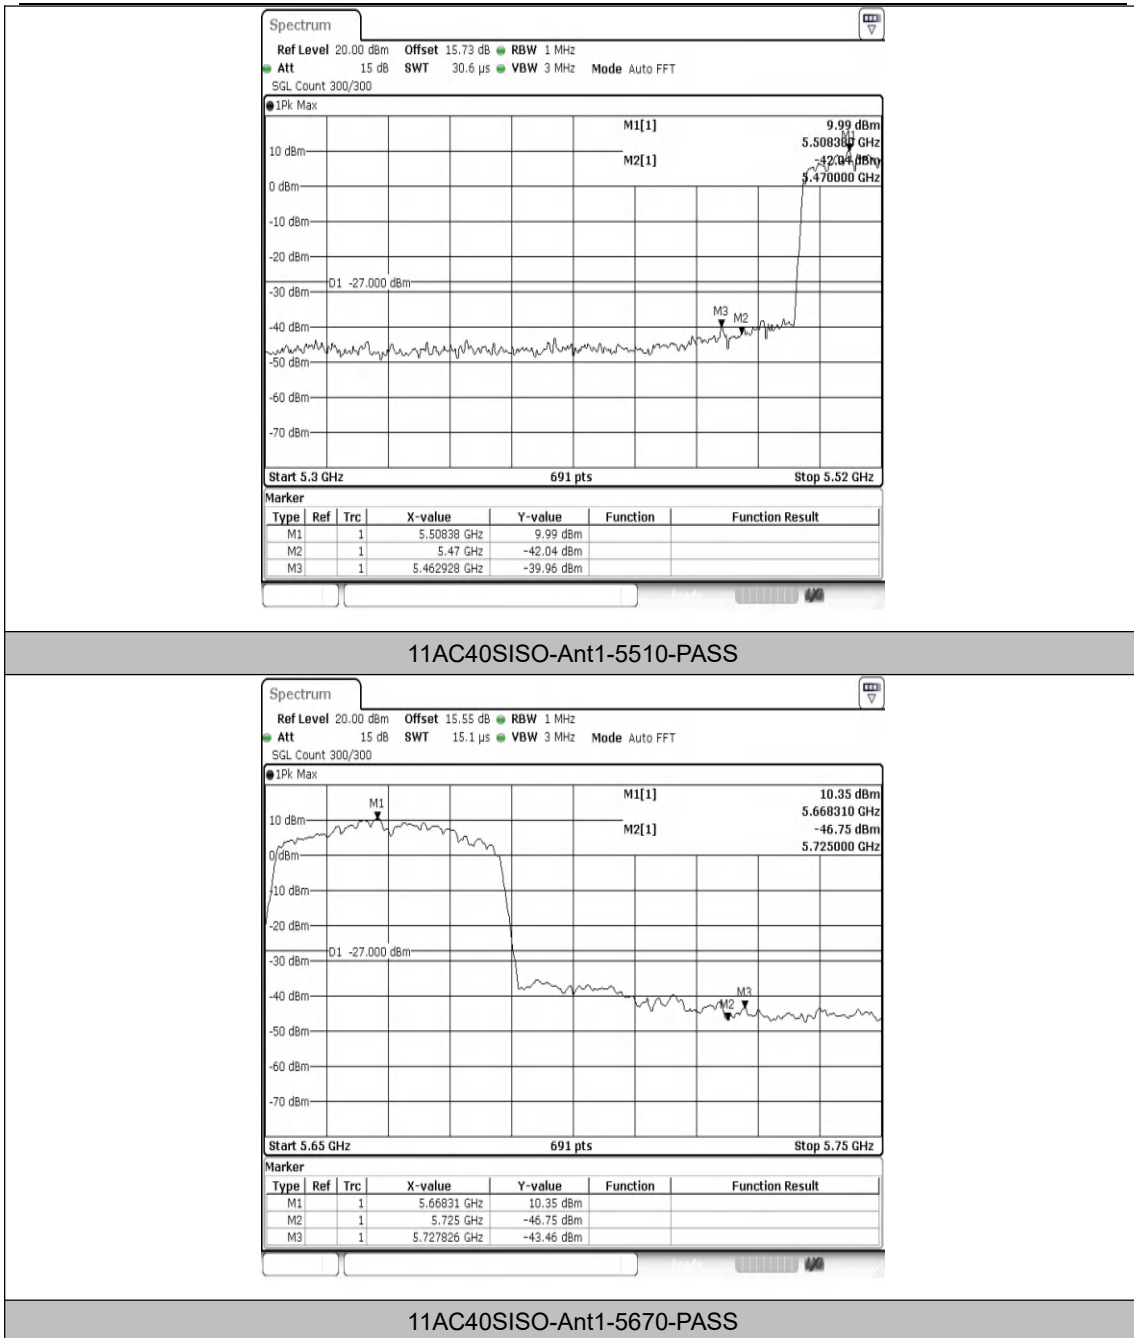 Spectrum
Ref Level 20.00 dBm Offset 15.73 dB RBW 1 MHz
Att 15 dB SWT 30.6 µs VBW 3 MHz Mode Auto FFT
SGL Count 300/300
1Pk Max
M1[1] 9.99 dBm
M1
5.508380 GHz
10 dBm
M2[1] -42.04 dBm
5.470000 GHz
0 dBm
-10 dBm
-20 dBm
D1 -27.000 dBm
-30 dBm
M3 M2
-40 dBm
-50 dBm
-60 dBm
-70 dBm
Start 5.3 GHz 691 pts Stop 5.52 GHz
Marker
Type Ref Trc X-value Y-value Function Function Result
M1 1 5.50838 GHz 9.99 dBm
M2 1 5.47 GHz -42.04 dBm
M3 1 5.462928 GHz -39.96 dBm
11AC40SISO-Ant1-5510-PASS
Spectrum
Ref Level 20.00 dBm Offset 15.55 dB RBW 1 MHz
Att 15 dB SWT 15.1 µs VBW 3 MHz Mode Auto FFT
SGL Count 300/300
1Pk Max
M1[1] 10.35 dBm
M1
5.668310 GHz
10 dBm
M2[1] -46.75 dBm
5.725000 GHz
0 dBm
-10 dBm
-20 dBm
D1 -27.000 dBm
-30 dBm
-40 dBm
M2 M3
-50 dBm
-60 dBm
-70 dBm
Start 5.65 GHz 691 pts Stop 5.75 GHz
Marker
Type Ref Trc X-value Y-value Function Function Result
M1 1 5.66831 GHz 10.35 dBm
M2 1 5.725 GHz -46.75 dBm
M3 1 5.727826 GHz -43.46 dBm
11AC40SISO-Ant1-5670-PASS